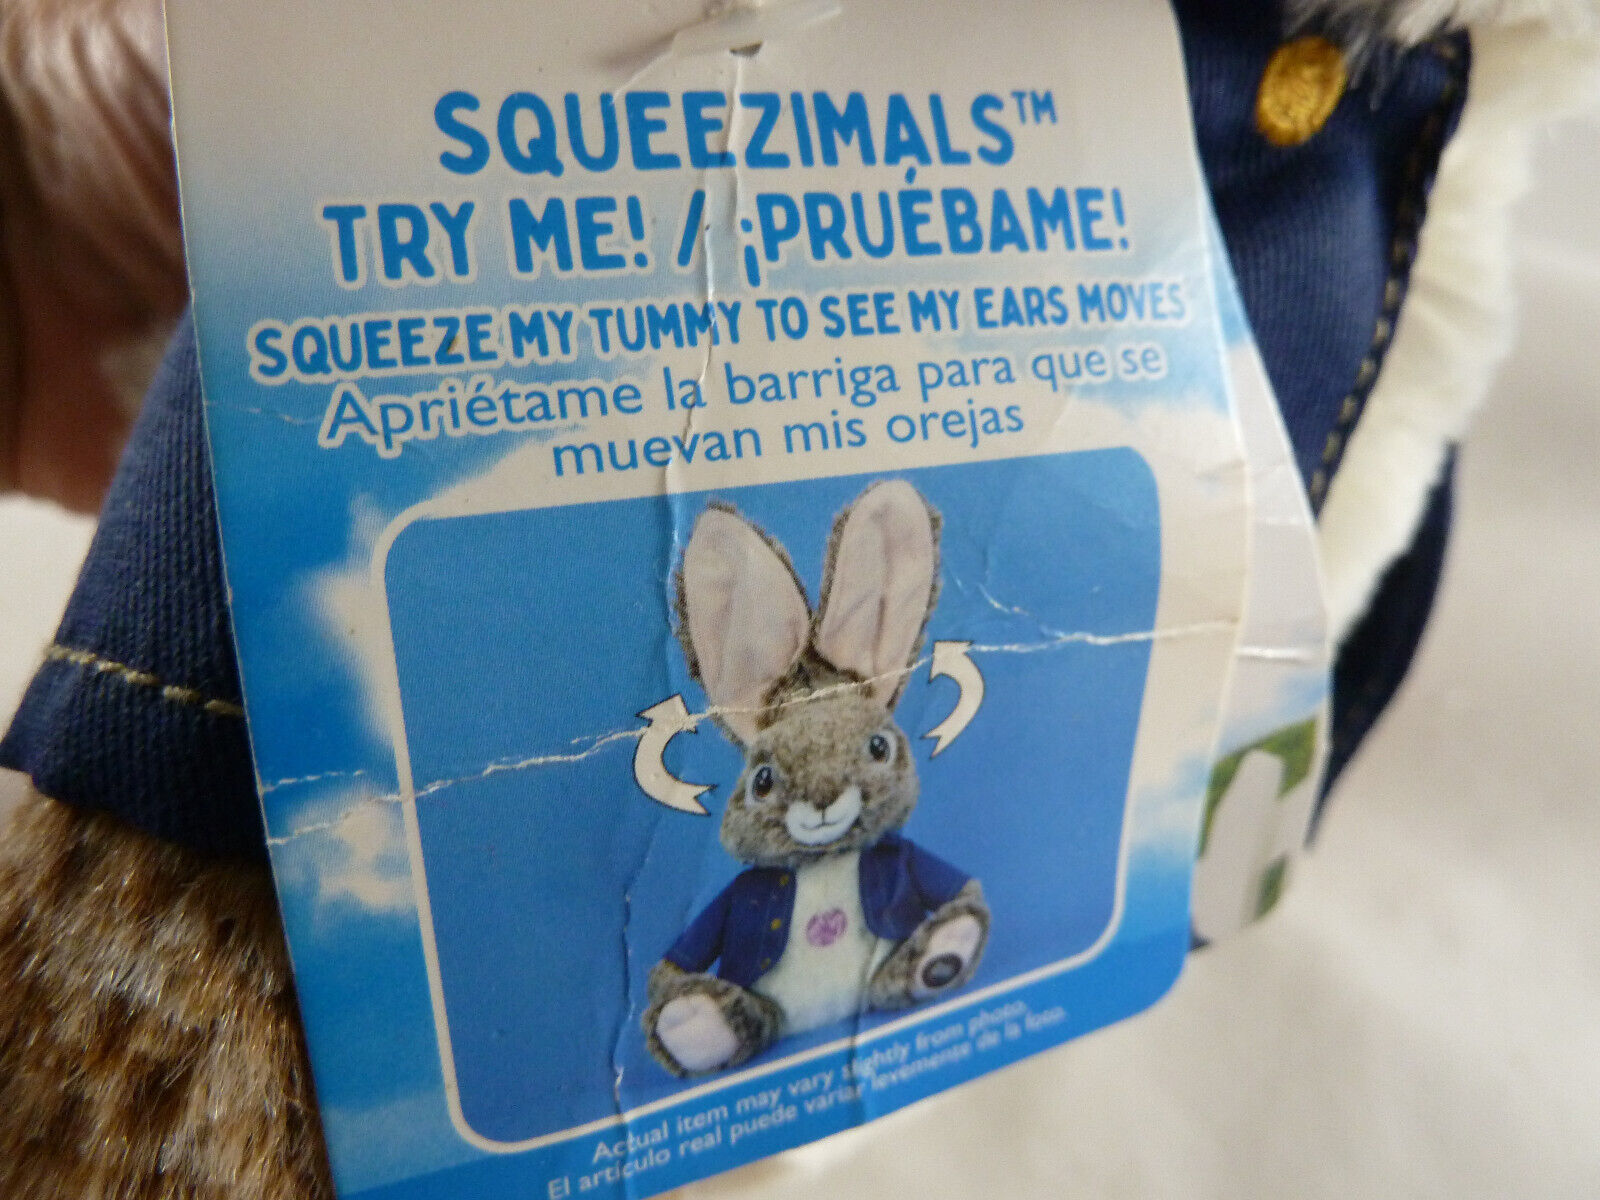 SQUEEZIMALS™
TRY ME! / ¡PRUÉBAME!
SQUEEZE MY TUMMY TO SEE MY EARS MOVES
Apriétame la barriga para que se
muevan mis orejas
Actual item may vary slightly from photo.
El artículo real puede variar levemente de la foto.